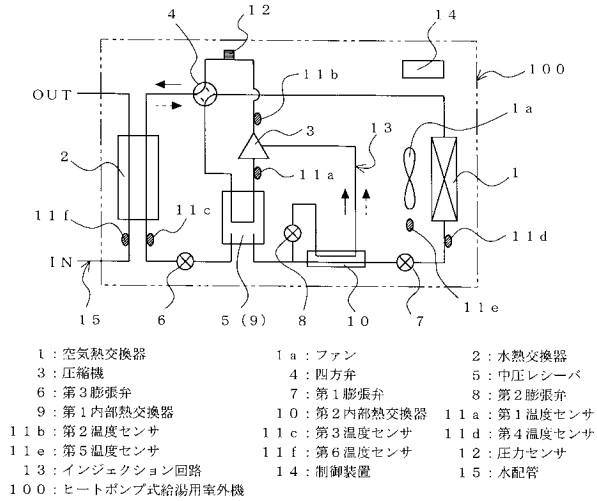 12
4
14
11b
100
OUT
3
13
1a
2
11a
1
11f
11c
11d
IN
15
6
5(9)
8
10
7
11e
1:空気熱交換器 1a:ファン 2:水熱交換器
3:圧縮機 4:四方弁 5:中圧レシーバ
6:第3膨張弁 7:第1膨張弁 8:第2膨張弁
9:第1内部熱交換器 10:第2内部熱交換器 11a:第1温度センサ
11b:第2温度センサ 11c:第3温度センサ 11d:第4温度センサ
11e:第5温度センサ 11f:第6温度センサ 12:圧力センサ
13:インジェクション回路 14:制御装置 15:水配管
100:ヒートポンプ式給湯用室外機